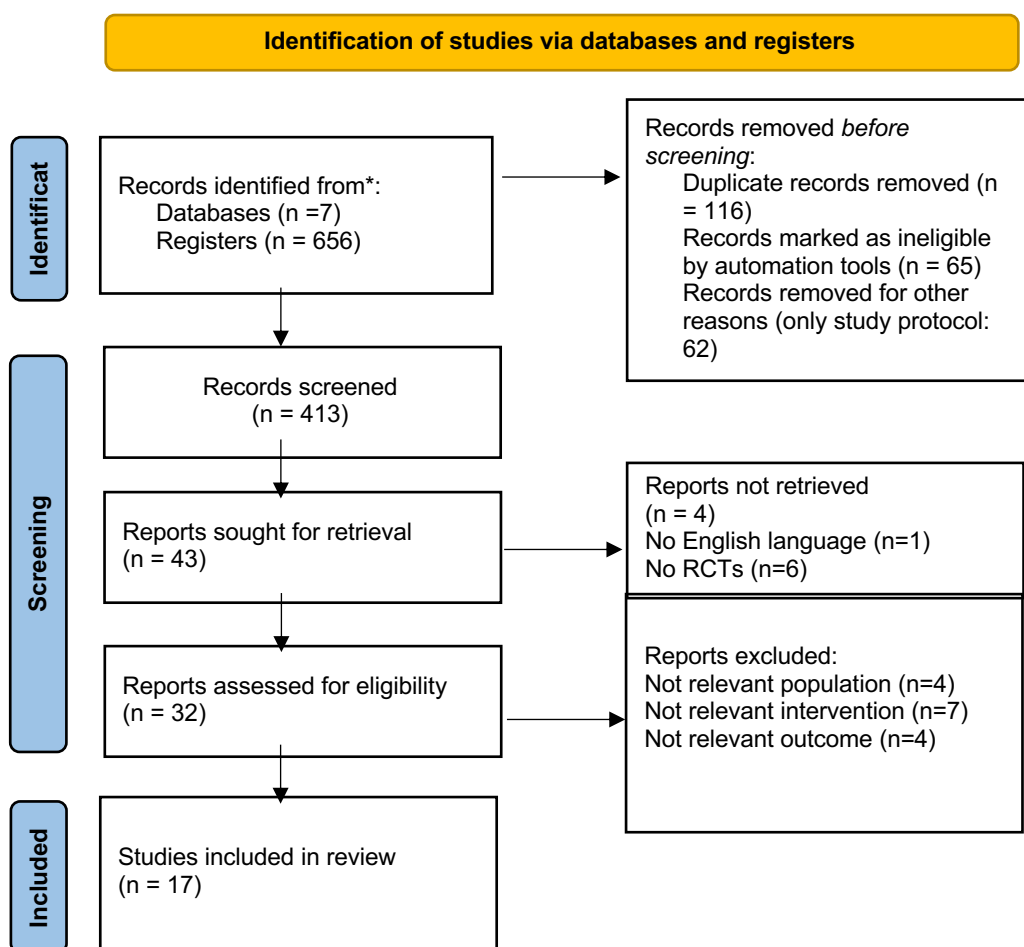 Identification of studies via databases and registers
Identificat
Records identified from*:
Databases (n =7)
Registers (n = 656)
Records removed before
screening:
Duplicate records removed (n
= 116)
Records marked as ineligible
by automation tools (n = 65)
Records removed for other
reasons (only study protocol:
62)
Screening
Records screened
(n = 413)
Reports sought for retrieval
(n = 43)
Reports not retrieved
(n = 4)
No English language (n=1)
No RCTs (n=6)
Reports assessed for eligibility
(n = 32)
Reports excluded:
Not relevant population (n=4)
Not relevant intervention (n=7)
Not relevant outcome (n=4)
Included
Studies included in review
(n = 17)